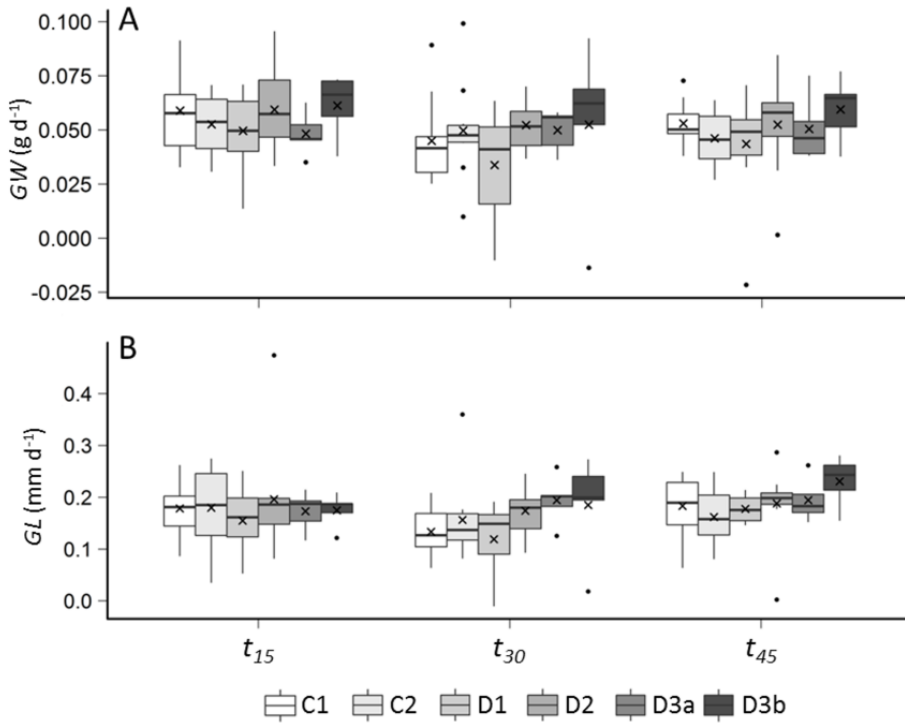 A
0.100
0.075
0.050
0.025
0.000
-0.025
GW (g d⁻¹)
B
0.4
0.3
0.2
0.1
0.0
GL (mm d⁻¹)
t₁₅ t₃₀ t₄₅
C1 C2 D1 D2 D3a D3b